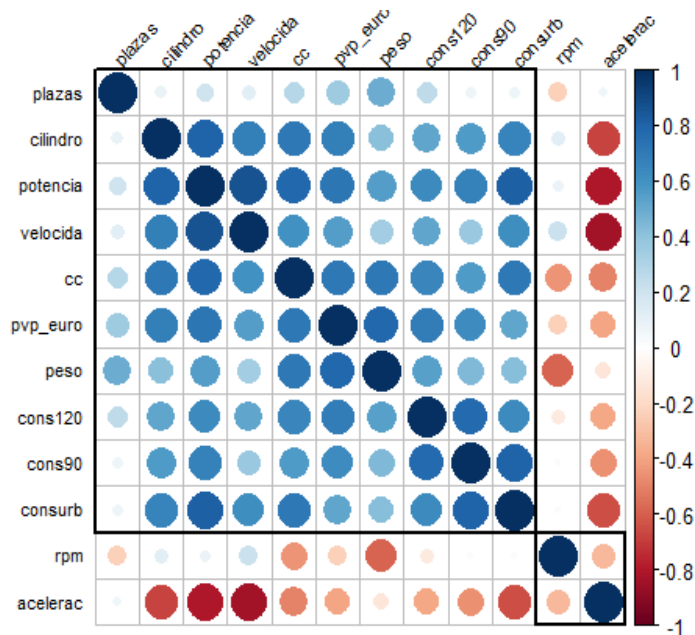 plazas cilindro potencia velocida cc pvp_euro peso cons120 cons90 consurb rpm acelerac
plazas
cilindro
potencia
velocida
cc
pvp_euro
peso
cons120
cons90
consurb
rpm
acelerac
1
0.8
0.6
0.4
0.2
0
-0.2
-0.4
-0.6
-0.8
-1